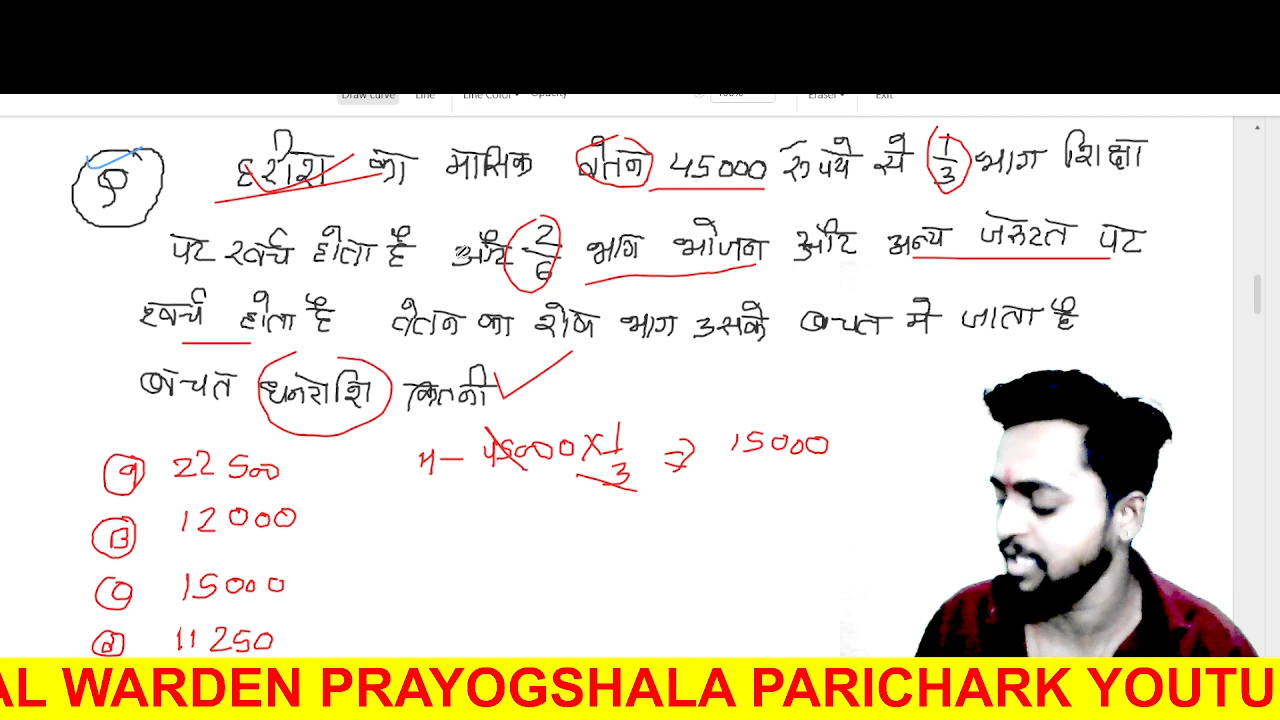 Draw curve Line Line Color Opacity 100% Eraser Exit
प्र हरीश का मासिक वेतन 45000 रुपये से 1/3 भाग शिक्षा
पर खर्च होता है और 2/6 भाग भोजन और अन्य जरूरत पर
खर्च होता है वेतन का शेष भाग उसके बचत में जाता है
बचत धनराशि कितनी
A 22500
म - 45000 × 1/3 ⇒ 15000
B 12000
C 15000
D 11250
AL WARDEN PRAYOGSHALA PARICHARK YOUTU